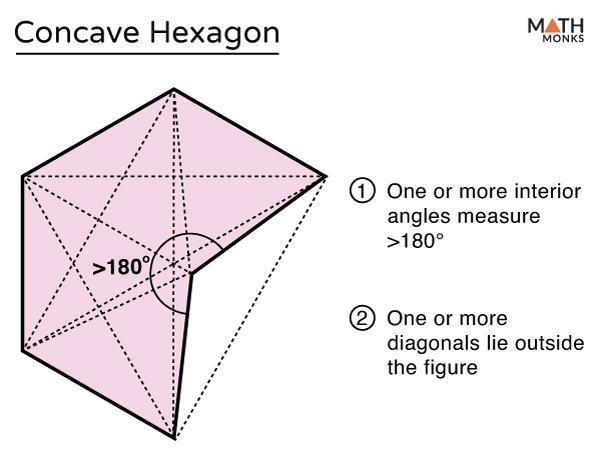 Concave Hexagon
MATH
MONKS
① One or more interior
angles measure
>180°
>180°
② One or more
diagonals lie outside
the figure